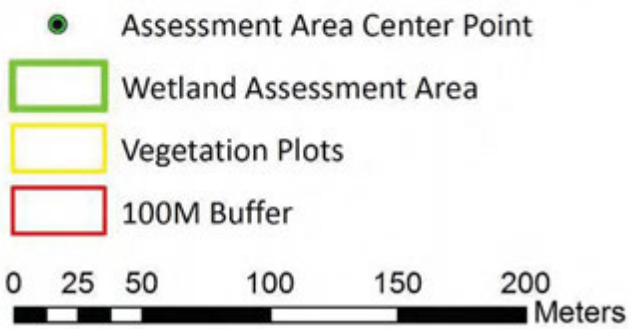 Assessment Area Center Point
Wetland Assessment Area
Vegetation Plots
100M Buffer
0 25 50 100 150 200
Meters